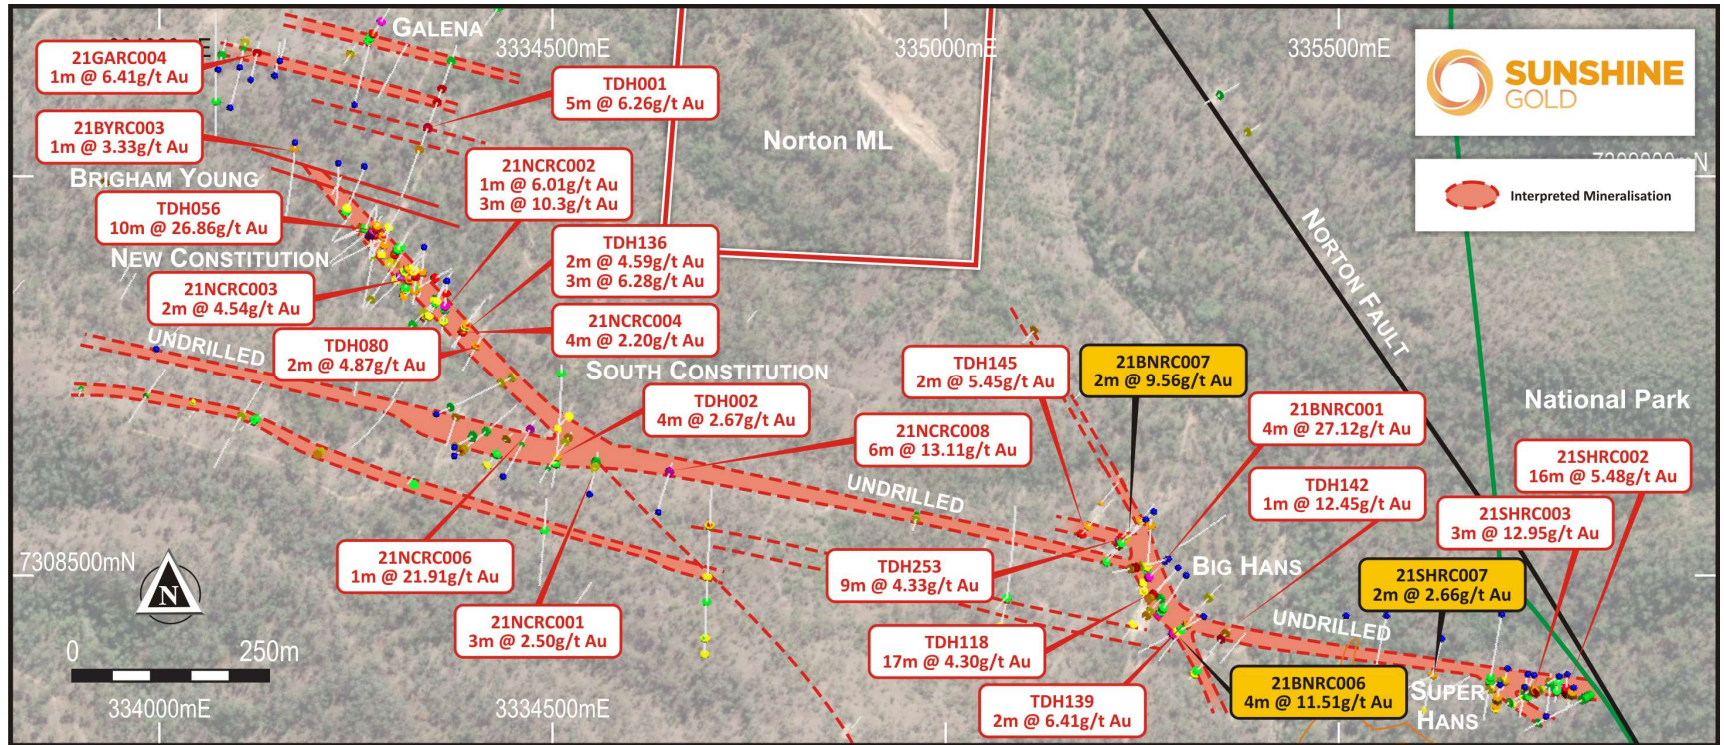 GALENA
3334500mE
335000mE
335500mE
E
21GARC004
1m @ 6.41g/t Au
TDH001
5m @ 6.26g/t Au
SUNSHINE
GOLD
21BYRC003
1m @ 3.33g/t Au
Norton ML
N
BRIGHAM YOUNG
21NCRC002
1m @ 6.01g/t Au
3m @ 10.3g/t Au
Interpreted Mineralisation
TDH056
10m @ 26.86g/t Au
NEW CONSTITUTION
TDH136
2m @ 4.59g/t Au
3m @ 6.28g/t Au
NORTON FAULT
21NCRC003
2m @ 4.54g/t Au
21NCRC004
4m @ 2.20g/t Au
UNDRILLED
TDH080
2m @ 4.87g/t Au
SOUTH CONSTITUTION
TDH145
2m @ 5.45g/t Au
21BNRC007
2m @ 9.56g/t Au
TDH002
4m @ 2.67g/t Au
National Park
21BNRC001
4m @ 27.12g/t Au
21NCRC008
6m @ 13.11g/t Au
21SHRC002
16m @ 5.48g/t Au
UNDRILLED
TDH142
1m @ 12.45g/t Au
21SHRC003
3m @ 12.95g/t Au
7308500mN
21NCRC006
1m @ 21.91g/t Au
TDH253
9m @ 4.33g/t Au
BIG HANS
21SHRC007
2m @ 2.66g/t Au
N
21NCRC001
3m @ 2.50g/t Au
UNDRILLED
TDH118
17m @ 4.30g/t Au
0 250m
TDH139
2m @ 6.41g/t Au
21BNRC006
4m @ 11.51g/t Au
SUPER
HANS
334000mE
3334500mE